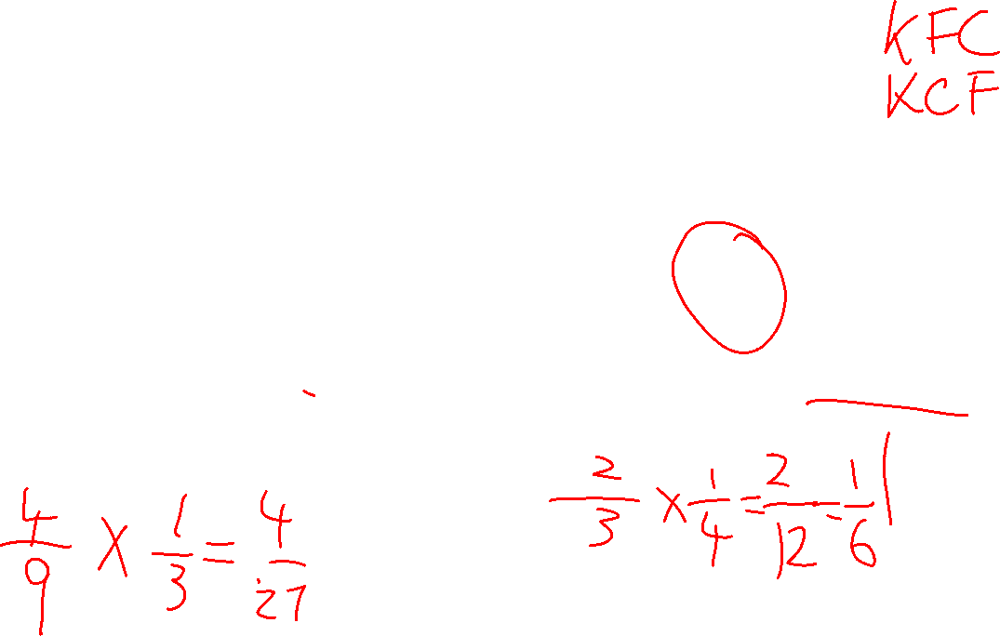 KFC
KCF
4/9 × 1/3 = 4/27
2/3 × 1/4 = 2/12 = 1/6